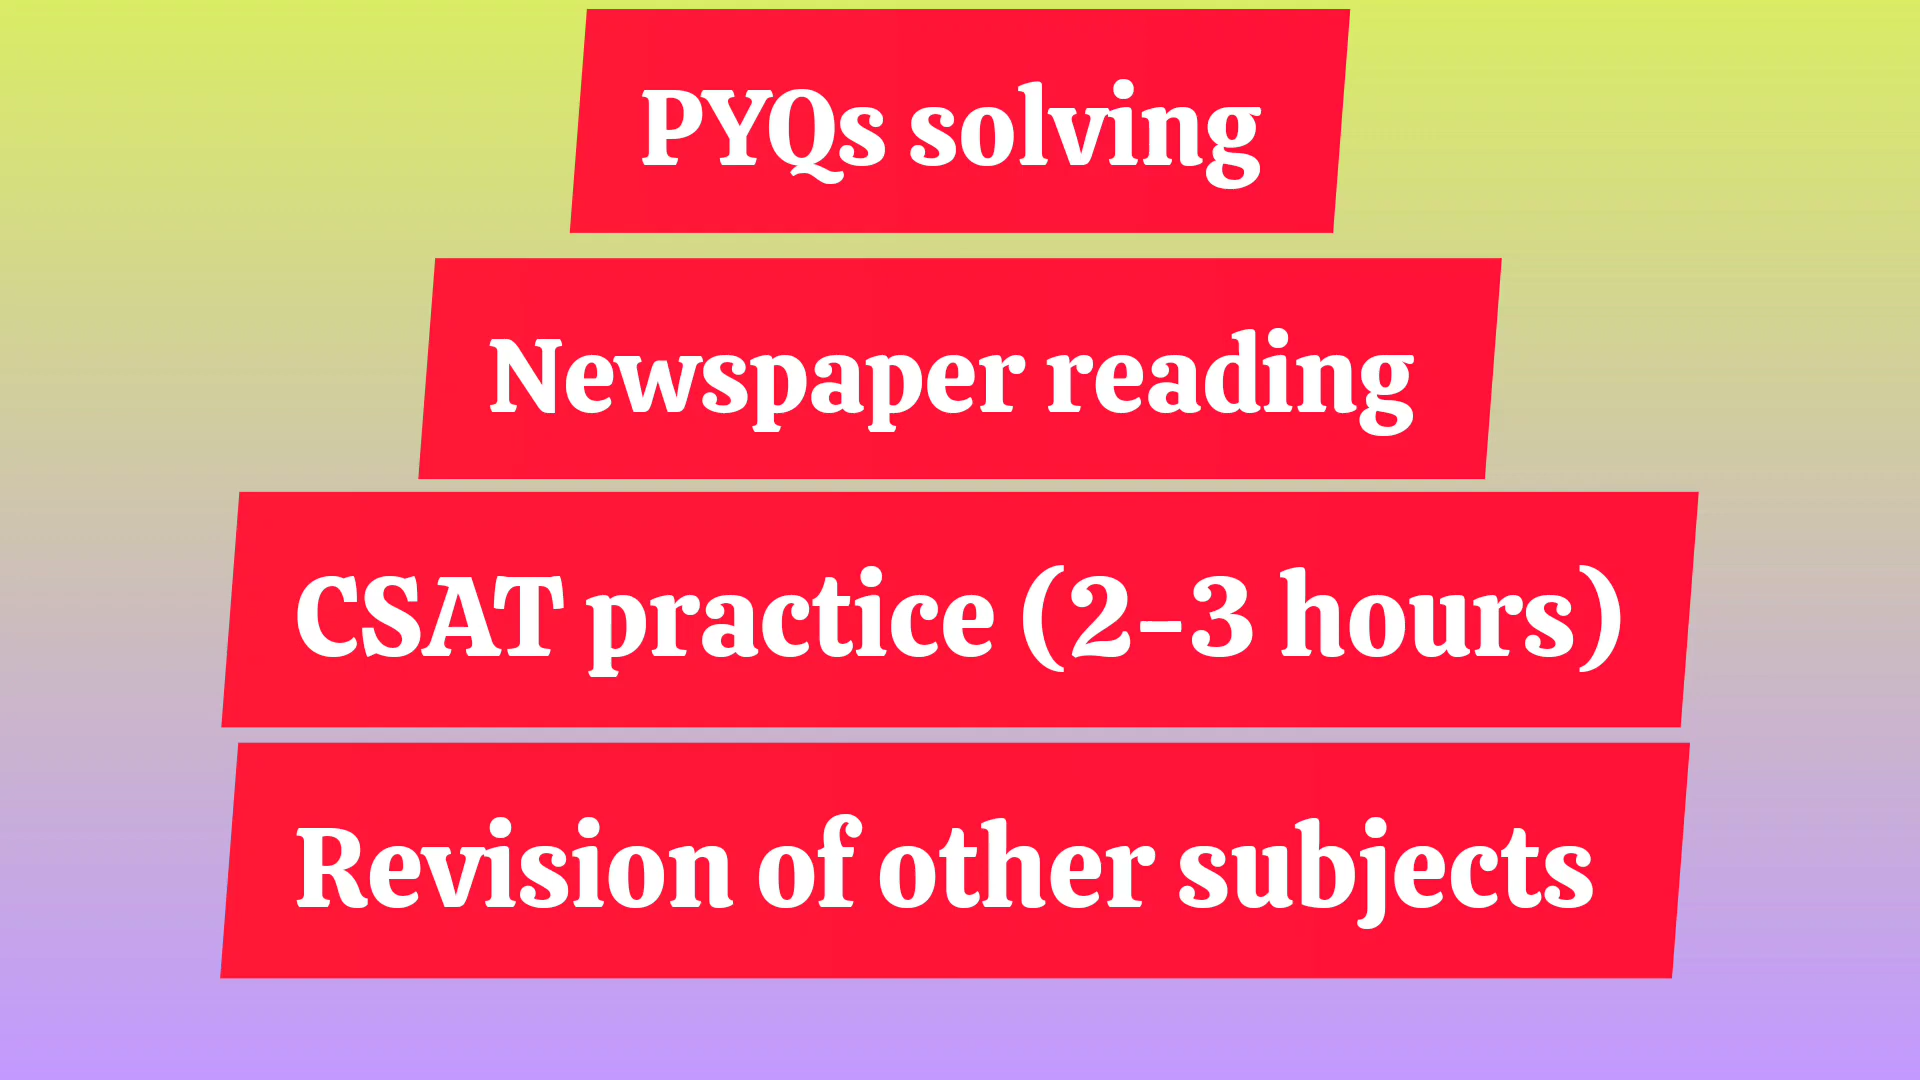 PYQs solving
Newspaper reading
CSAT practice (2-3 hours)
Revision of other subjects